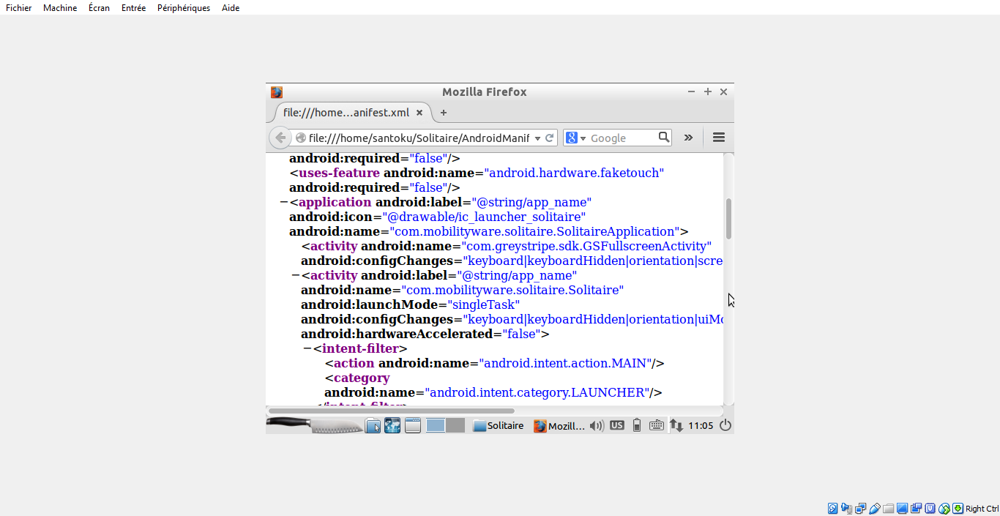 Fichier Machine Écran Entrée Périphériques Aide
Mozilla Firefox
file:///home...anifest.xml
file:///home/santoku/Solitaire/AndroidManif
Google
android:required="false"/>
<uses-feature android:name="android.hardware.faketouch"
android:required="false"/>
−<application android:label="@string/app_name"
android:icon="@drawable/ic_launcher_solitaire"
android:name="com.mobilityware.solitaire.SolitaireApplication">
<activity android:name="com.greystripe.sdk.GSFullscreenActivity"
android:configChanges="keyboard|keyboardHidden|orientation|scre
−<activity android:label="@string/app_name"
android:name="com.mobilityware.solitaire.Solitaire"
android:launchMode="singleTask"
android:configChanges="keyboard|keyboardHidden|orientation|uiMo
android:hardwareAccelerated="false">
−<intent-filter>
<action android:name="android.intent.action.MAIN"/>
<category
android:name="android.intent.category.LAUNCHER"/>
</intent-filter>
Solitaire Mozill... US 11:05
Right Ctrl